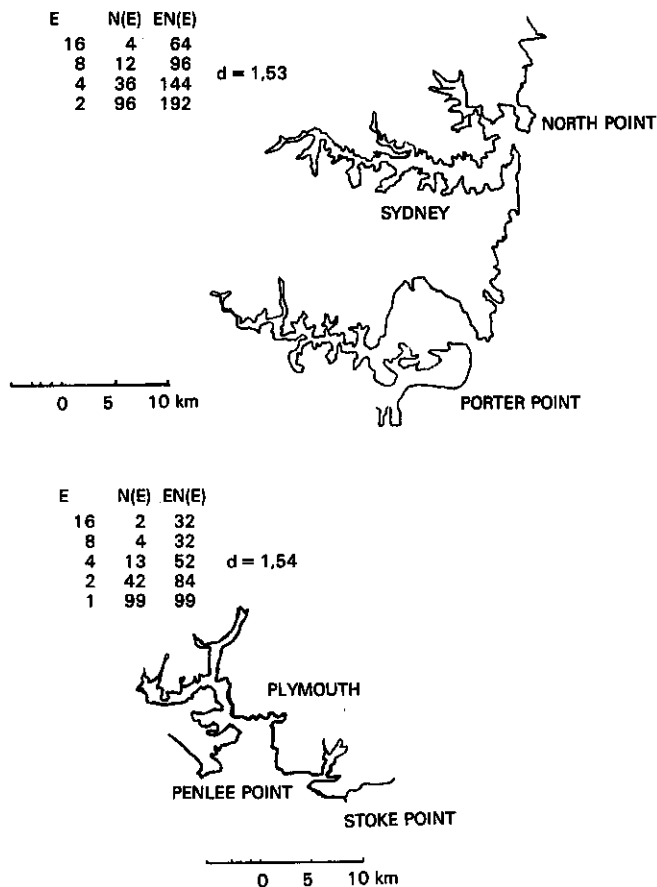 E N(E) EN(E)
16 4 64
8 12 96
4 36 144
2 96 192
d = 1,53
NORTH POINT
SYDNEY
PORTER POINT
0 5 10 km
E N(E) EN(E)
16 2 32
8 4 32
4 13 52
2 42 84
1 99 99
d = 1,54
PLYMOUTH
PENLEE POINT
STOKE POINT
0 5 10 km